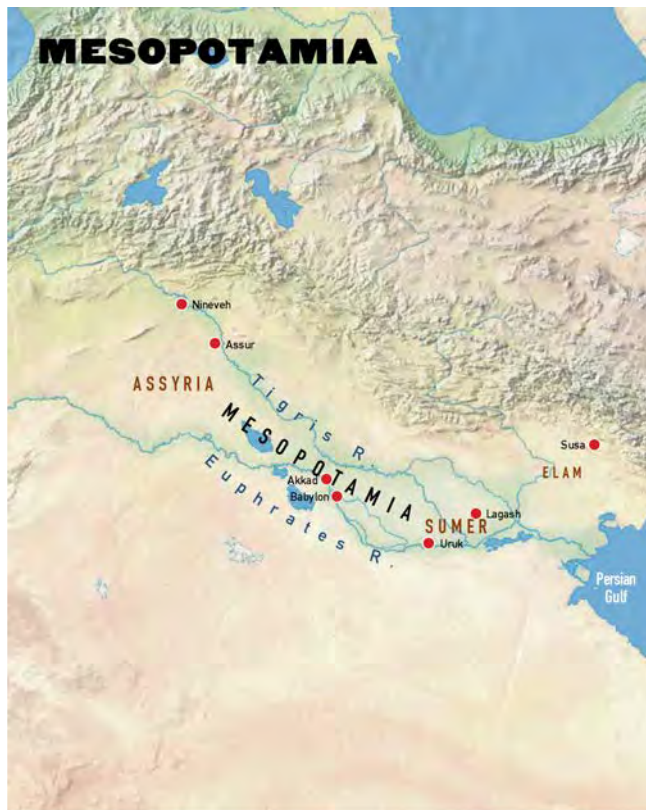 MESOPOTAMIA
Nineveh
Assur
ASSYRIA
Tigris R.
MESOPOTAMIA
Euphrates R.
Susa
ELAM
Akkad
Babylon
Lagash
SUMER
Uruk
Persian
Gulf